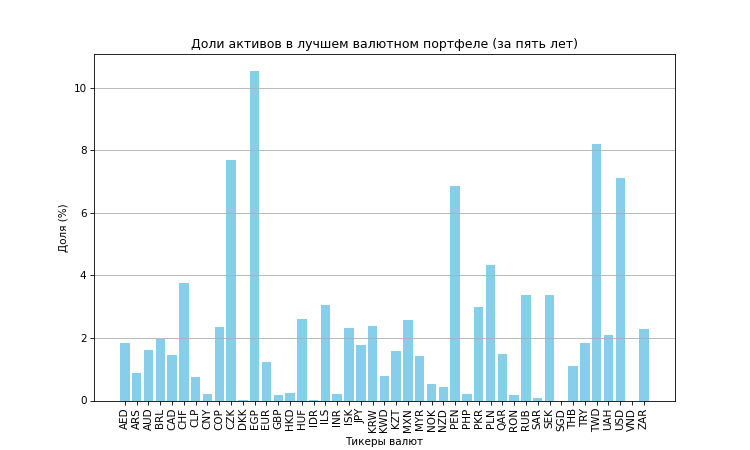 Доли активов в лучшем валютном портфеле (за пять лет)
Доля (%)
10
8
6
4
2
0
AED ARS AUD BRL CAD CHF CLP CNY COP CZK DKK EGP EUR GBP HKD HUF IDR ILS INR ISK JPY KRW KWD KZT MXN MYR NOK NZD PEN PHP PKR PLN QAR RON RUB SAR SEK SGD THB TRY TWD UAH USD VND ZAR
Тикеры валют